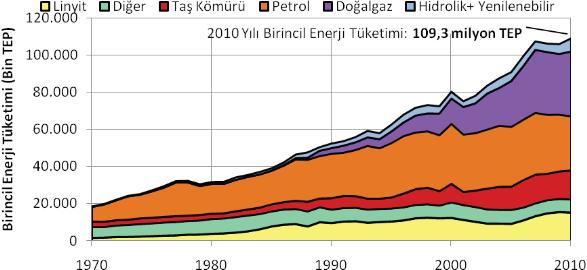 Linyit Diğer Taş Kömürü Petrol Doğalgaz Hidrolik+ Yenilenebilir
120.000
2010 Yılı Birincil Enerji Tüketimi: 109,3 milyon TEP
100.000
80.000
60.000
40.000
20.000
0
Birincil Enerji Tüketimi (Bin TEP)
1970 1980 1990 2000 2010